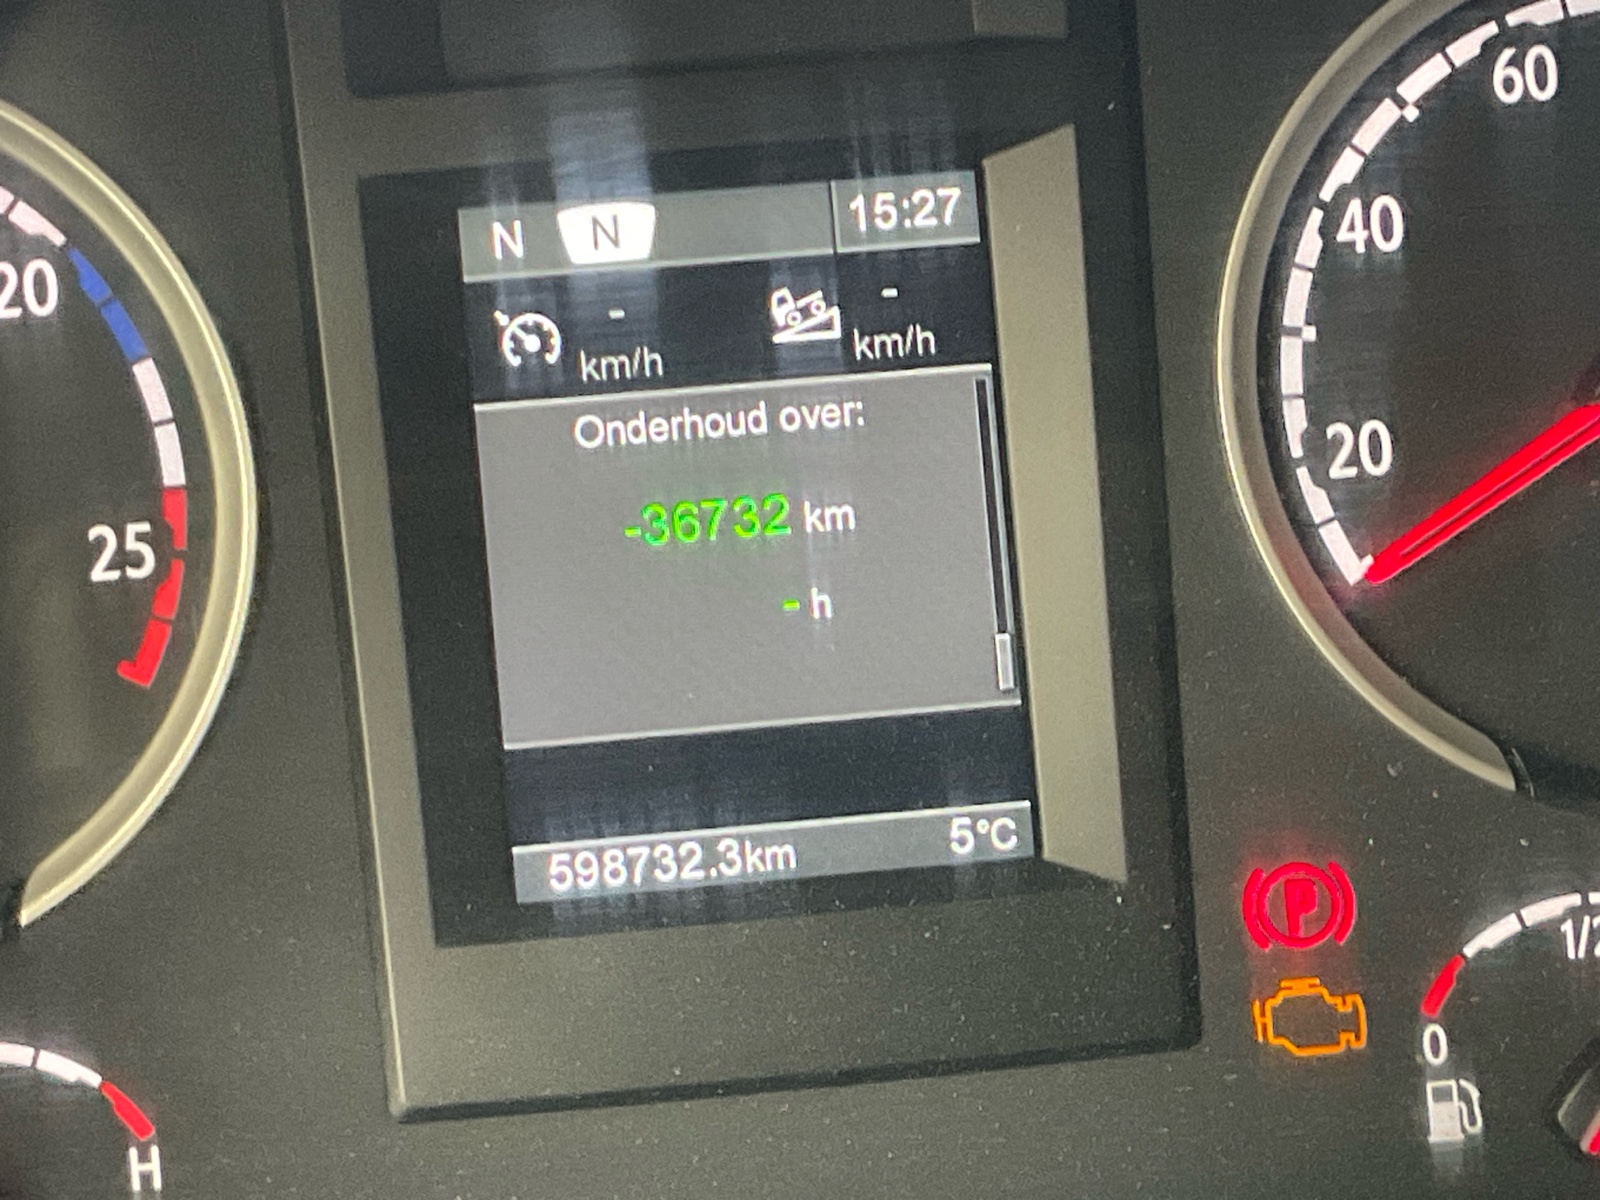 N N 15:27
- -
km/h km/h
Onderhoud over:
-36732 km
- h
598732.3km 5°C
20
25
H
60
40
20
P
1/2
0